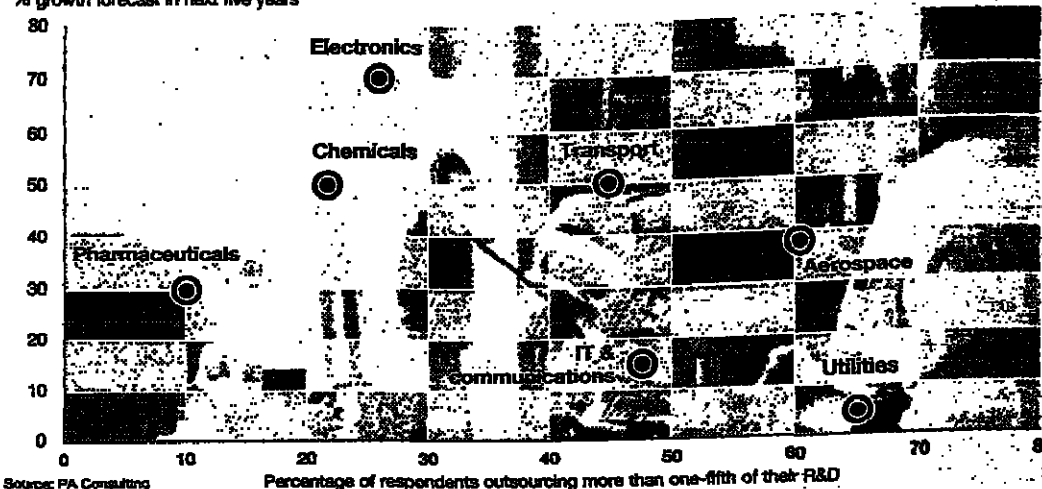 % growth forecast in next five years
80
Electronics
70
60
Chemicals
Transport
50
40
Pharmaceuticals
Aerospace
30
20
IT &
communications
Utilities
10
0
0 10 20 30 40 50 60 70
Source: PA Consulting
Percentage of respondents outsourcing more than one-fifth of their R&D